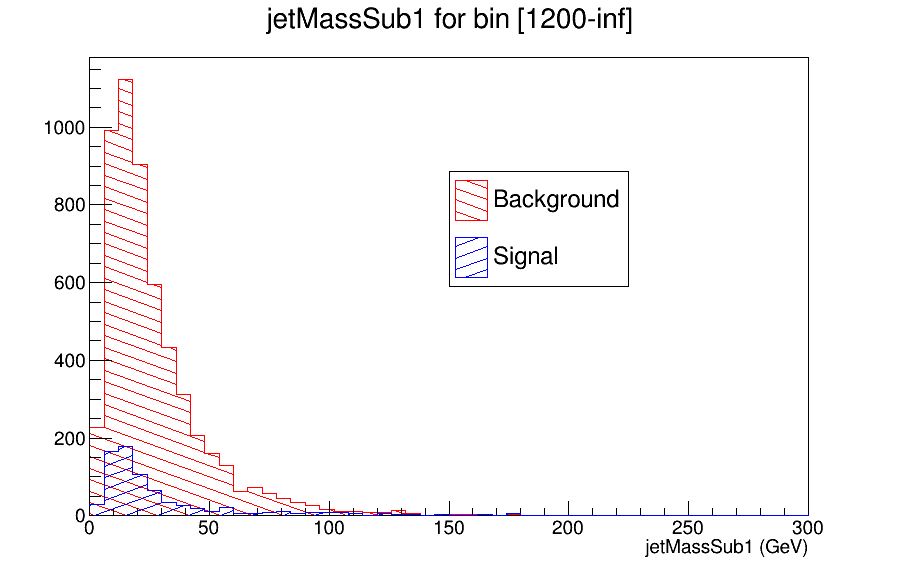 jetMassSub1 for bin [1200-inf]
1000
800
600
400
200
0
Background
Signal
0 50 100 150 200 250 300
jetMassSub1 (GeV)